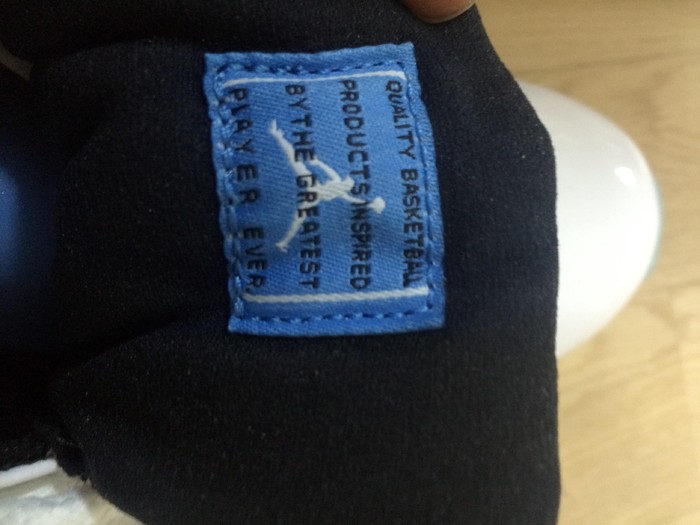 QUALITY BASKETBALL
PRODUCTS INSPIRED
BY THE GREATEST
PLAYER EVER.